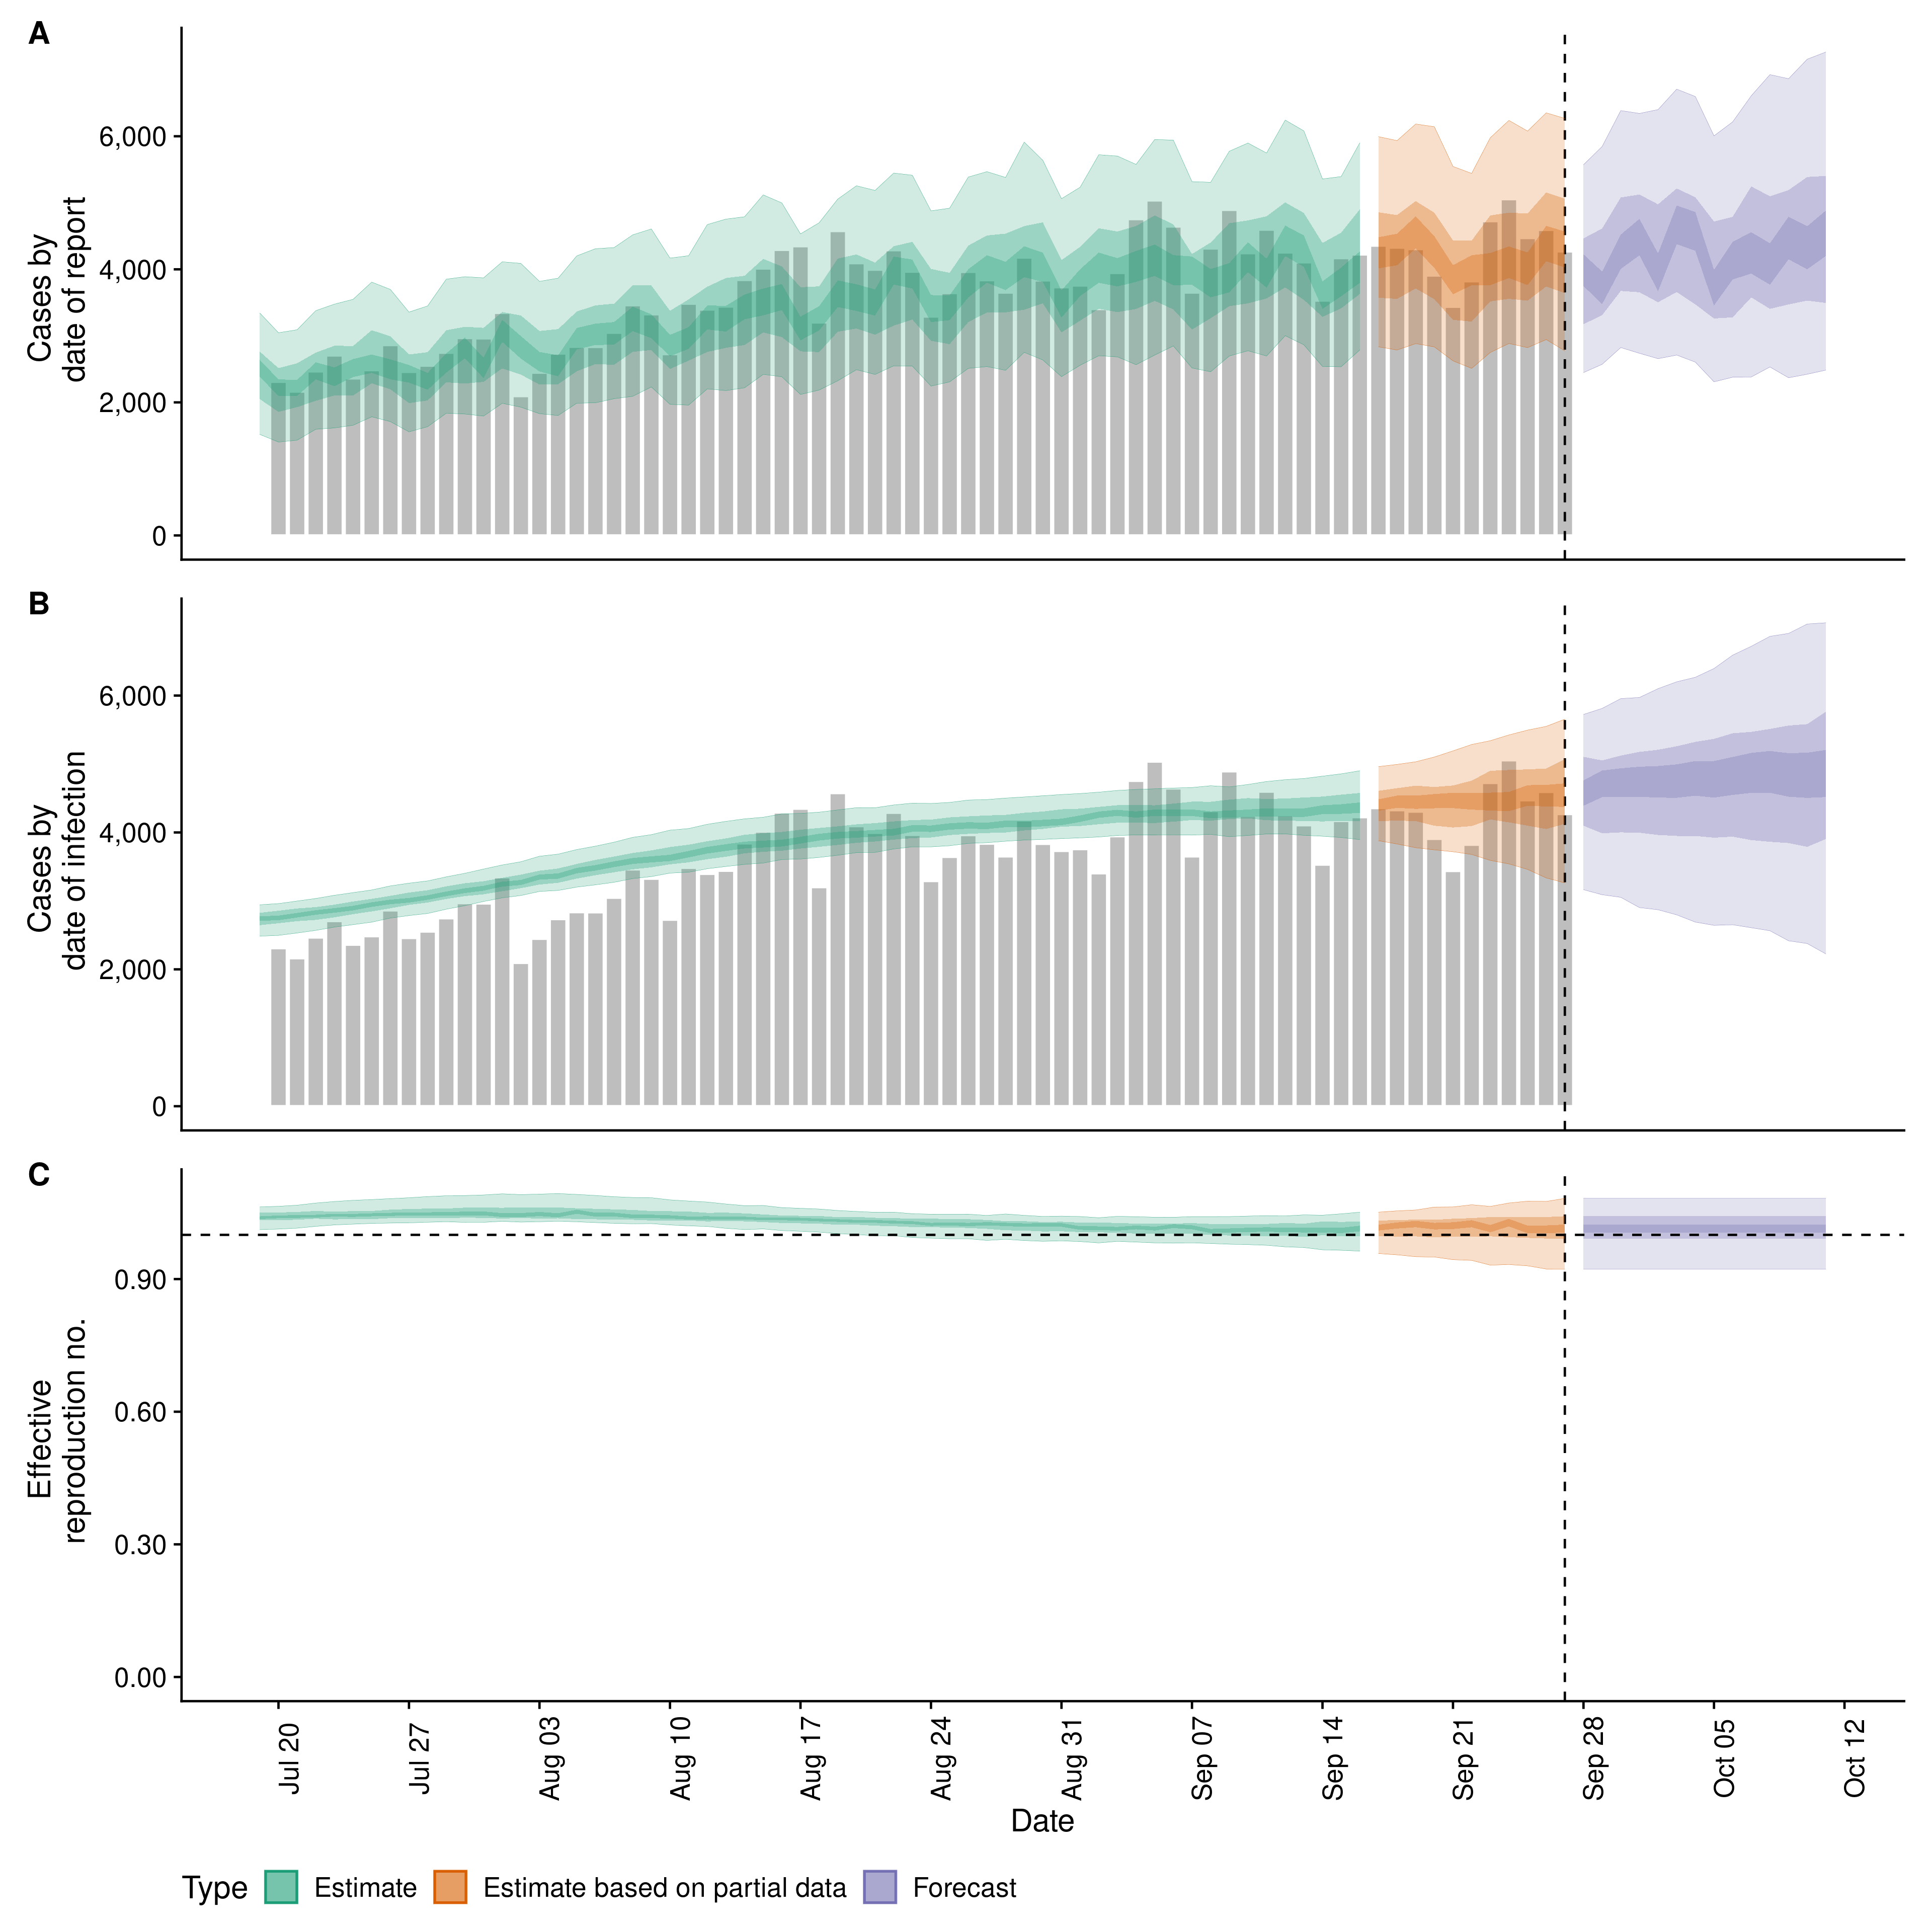 A
6,000
4,000
2,000
0
Cases by
date of report
B
6,000
4,000
2,000
0
Cases by
date of infection
C
0.90
0.60
0.30
0.00
Effective
reproduction no.
Jul 20
Jul 27
Aug 03
Aug 10
Aug 17
Aug 24
Aug 31
Sep 07
Sep 14
Sep 21
Sep 28
Oct 05
Oct 12
Date
Type Estimate Estimate based on partial data Forecast